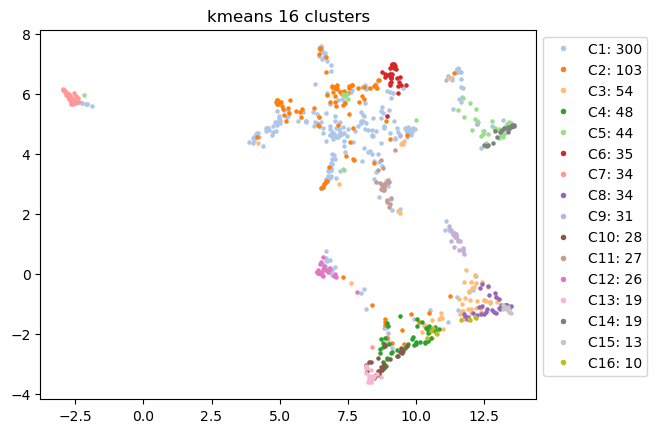 kmeans 16 clusters
8
6
4
2
0
−2
−4
−2.5
0.0
2.5
5.0
7.5
10.0
12.5
C1: 300
C2: 103
C3: 54
C4: 48
C5: 44
C6: 35
C7: 34
C8: 34
C9: 31
C10: 28
C11: 27
C12: 26
C13: 19
C14: 19
C15: 13
C16: 10